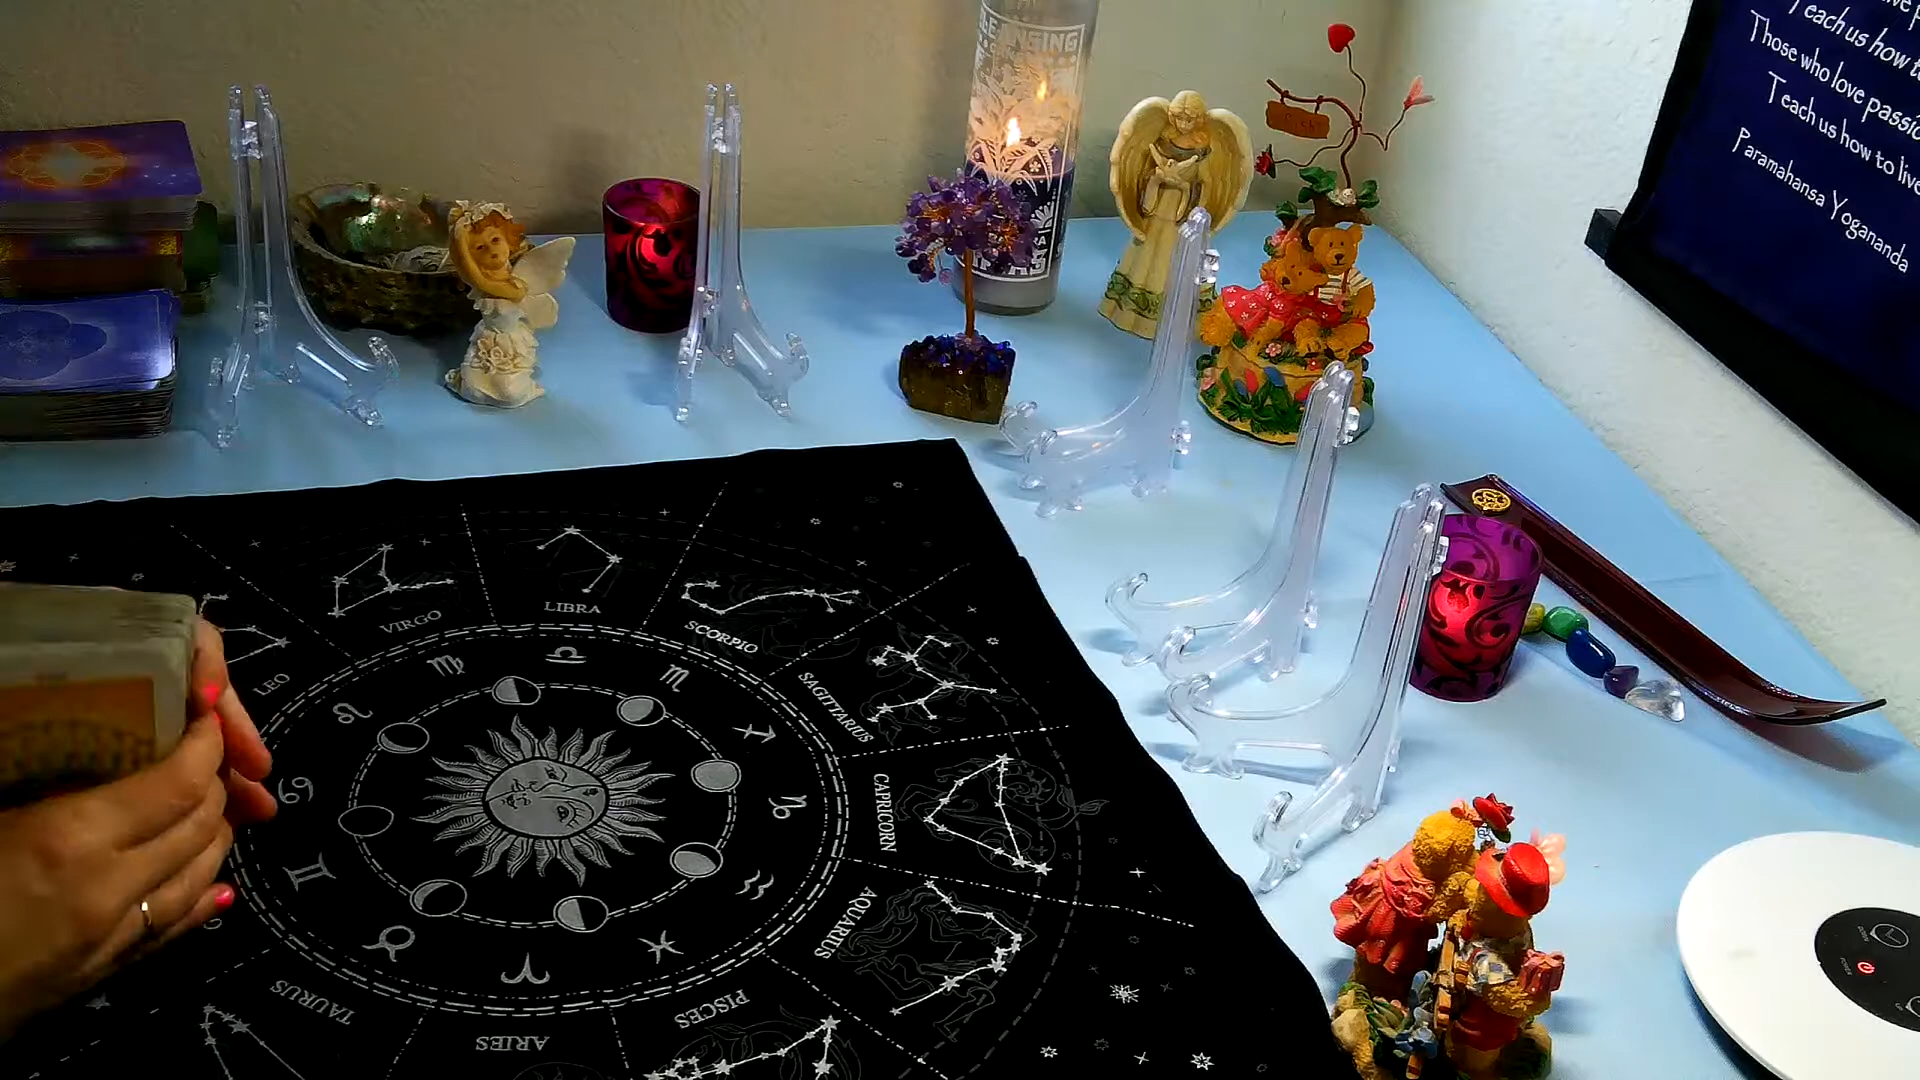 CLEANSING
Teach us how to
Those who love passio
Teach us how to live
Paramahansa Yogananda
VIRGO
LIBRA
SCORPIO
LEO
SAGITTARIUS
CAPRICORN
AQUARIUS
TAURUS
PISCES
ARIES